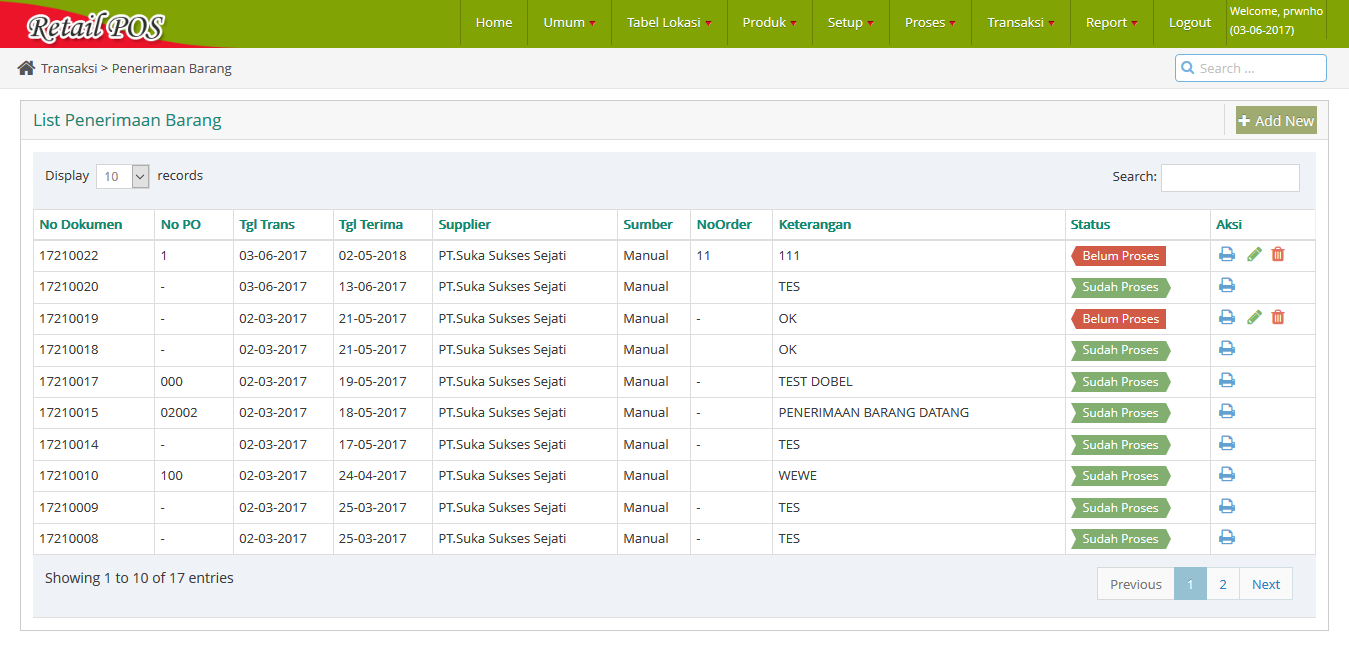 Retail POS
Home Umum Tabel Lokasi Produk Setup Proses Transaksi Report Logout Welcome, prwnho
(03-06-2017)
Transaksi > Penerimaan Barang Search ...
List Penerimaan Barang Add New
Display 10 records Search:
No Dokumen No PO Tgl Trans Tgl Terima Supplier Sumber NoOrder Keterangan Status Aksi
17210022 1 03-06-2017 02-05-2018 PT.Suka Sukses Sejati Manual 11 111 Belum Proses
17210020 - 03-06-2017 13-06-2017 PT.Suka Sukses Sejati Manual TES Sudah Proses
17210019 - 02-03-2017 21-05-2017 PT.Suka Sukses Sejati Manual - OK Belum Proses
17210018 - 02-03-2017 21-05-2017 PT.Suka Sukses Sejati Manual OK Sudah Proses
17210017 000 02-03-2017 19-05-2017 PT.Suka Sukses Sejati Manual - TEST DOBEL Sudah Proses
17210015 02002 02-03-2017 18-05-2017 PT.Suka Sukses Sejati Manual - PENERIMAAN BARANG DATANG Sudah Proses
17210014 - 02-03-2017 17-05-2017 PT.Suka Sukses Sejati Manual - TES Sudah Proses
17210010 100 02-03-2017 24-04-2017 PT.Suka Sukses Sejati Manual WEWE Sudah Proses
17210009 - 02-03-2017 25-03-2017 PT.Suka Sukses Sejati Manual - TES Sudah Proses
17210008 - 02-03-2017 25-03-2017 PT.Suka Sukses Sejati Manual - TES Sudah Proses
Showing 1 to 10 of 17 entries Previous 1 2 Next